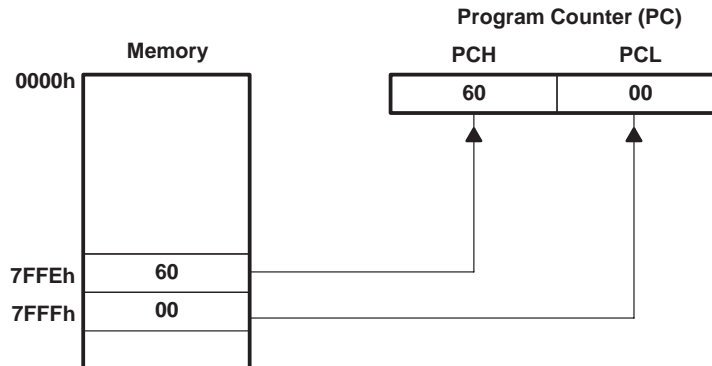 Program Counter (PC)
Memory
PCH PCL
0000h
60 00
7FFEh 60
7FFFh 00